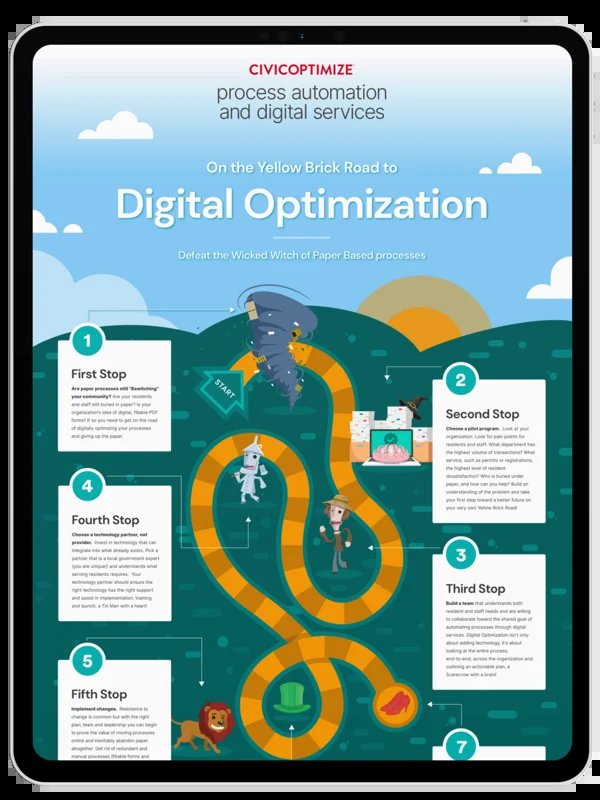 CIVICOPTIMIZE
process automation
and digital services
On the Yellow Brick Road to
Digital Optimization
Defeat the Wicked Witch of Paper Based processes
1
First Stop
Are paper processes still "Bewitching"
your community? Are your residents
and staff still buried in paper? Is your
organization's idea of digital, fillable PDF
forms? If so you need to get on the road
of digitally optimizing your processes
and giving up the paper.
START
2
Second Stop
Choose a pilot program. Look at your
organization. Look for pain points for
residents and staff. What department has
the highest volume of transactions? What
service, such as permits or registrations,
the highest level of resident
dissatisfaction? Who is buried under
paper, and how can you help? Build an
understanding of the problem and take
your first step toward a better future on
your very own Yellow Brick Road!
3
Third Stop
Build a team that understands both
resident and staff needs and are willing
to collaborate toward the shared goal of
automating processes through digital
services. Digital Optimization isn't only
about adding technology, it's about
looking at the entire process,
end-to-end, across the organization and
outlining an actionable plan, a
Scarecrow with a brain!
4
Fourth Stop
Choose a technology partner, not
provider. Invest in technology that can
integrate into what already exists. Pick a
partner that is a local government expert
(you are unique!) and understands what
serving residents requires. Your
technology partner should ensure the
right technology has the right support
and assist in implementation, training
and launch, a Tin Man with a heart!
5
Fifth Stop
Implement changes. Resistance to
change is common but with the right
plan, team and leadership you can begin
to prove the value of moving processes
online and inevitably abandon paper
altogether. Get rid of redundant and
manual processes (fillable forms and
7